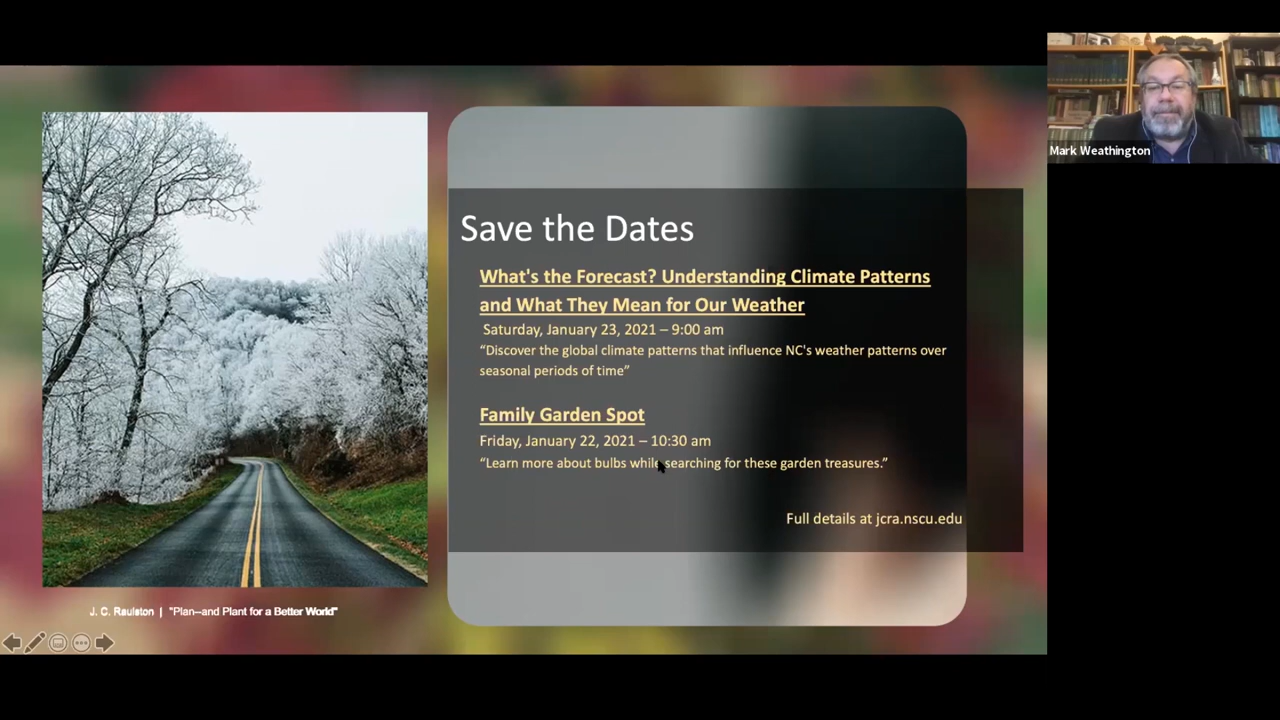 Mark Weathington
Save the Dates
What's the Forecast? Understanding Climate Patterns
and What They Mean for Our Weather
Saturday, January 23, 2021 – 9:00 am
“Discover the global climate patterns that influence NC's weather patterns over
seasonal periods of time”
Family Garden Spot
Friday, January 22, 2021 – 10:30 am
“Learn more about bulbs while searching for these garden treasures.”
Full details at jcra.nscu.edu
J. C. Raulston | "Plan--and Plant for a Better World"